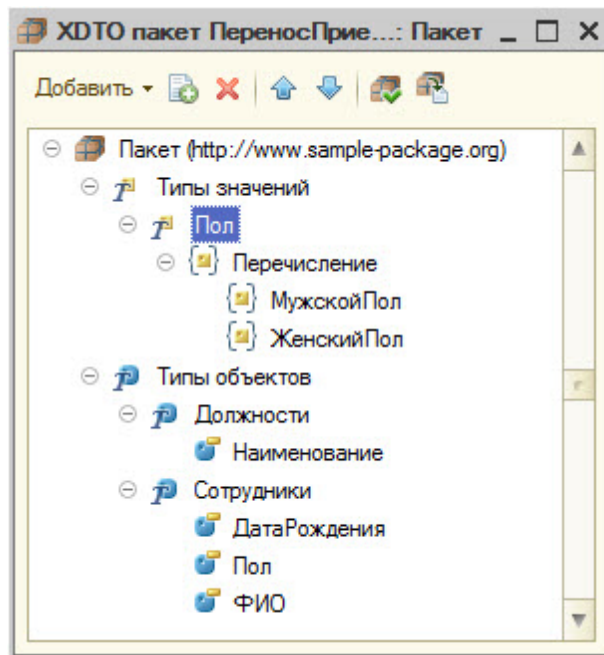 XDTO пакет ПереносПрие...: Пакет
Добавить
Пакет (http://www.sample-package.org)
Типы значений
Пол
Перечисление
МужскойПол
ЖенскийПол
Типы объектов
Должности
Наименование
Сотрудники
ДатаРождения
Пол
ФИО